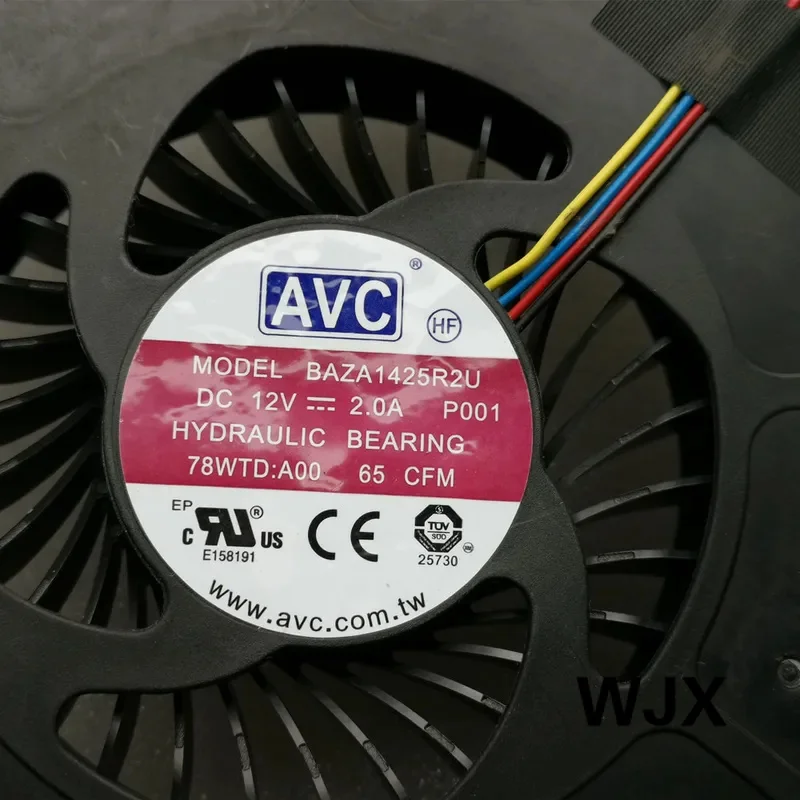 AVC ®
HF
MODEL BAZA1425R2U
DC 12V 2.0A P001
HYDRAULIC BEARING
78WTD:A00 65 CFM
EP
c RU ® US
E158191
CE
TÜV
SÜD
25730
www.avc.com.tw
WJX